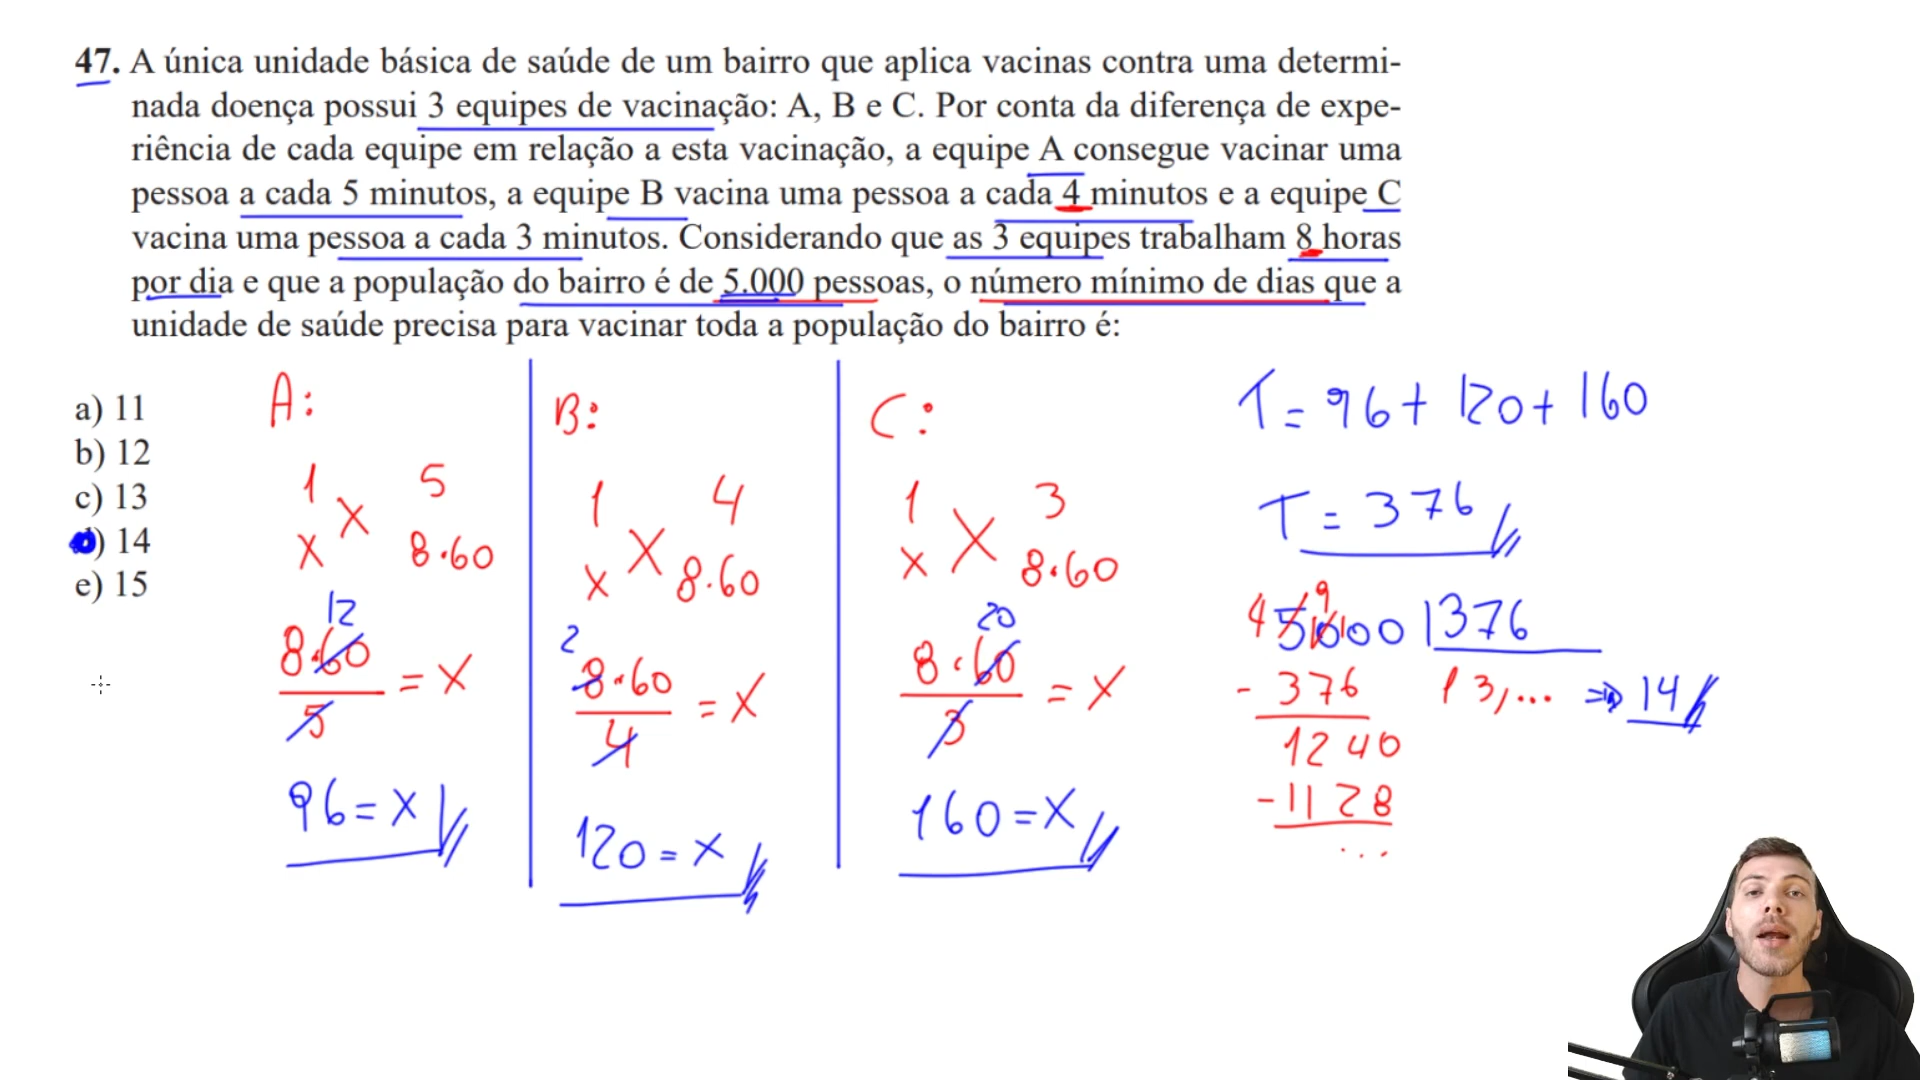 47. A única unidade básica de saúde de um bairro que aplica vacinas contra uma determi-
nada doença possui 3 equipes de vacinação: A, B e C. Por conta da diferença de expe-
riência de cada equipe em relação a esta vacinação, a equipe A consegue vacinar uma
pessoa a cada 5 minutos, a equipe B vacina uma pessoa a cada 4 minutos e a equipe C
vacina uma pessoa a cada 3 minutos. Considerando que as 3 equipes trabalham 8 horas
por dia e que a população do bairro é de 5.000 pessoas, o número mínimo de dias que a
unidade de saúde precisa para vacinar toda a população do bairro é:
a) 11
b) 12
c) 13
d) 14
e) 15
A:
1 5
x X 8.60
12
8.60
5
= x
96 = x
B:
1 4
x X 8.60
2
8.60
4
= x
120 = x
C:
1 3
x X 8.60
20
8.60
3
= x
160 = x
T = 96 + 120 + 160
T = 376
4 9
5000 | 376
- 376 13,... => 14
1240
- 1128
...